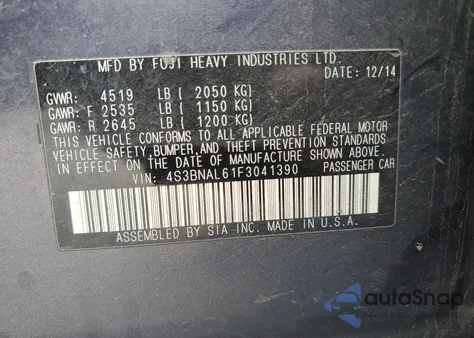 MFD BY FUJI HEAVY INDUSTRIES LTD.
DATE: 12/14
GVWR: 4519 LB ( 2050 KG)
GAWR: F 2535 LB ( 1150 KG)
GAWR: R 2645 LB ( 1200 KG)
THIS VEHICLE CONFORMS TO ALL APPLICABLE FEDERAL MOTOR
VEHICLE SAFETY, BUMPER, AND THEFT PREVENTION STANDARDS
IN EFFECT ON THE DATE OF MANUFACTURE SHOWN ABOVE.
VIN: 4S3BNAL61F3041390 PASSENGER CAR
ASSEMBLED BY SIA INC. MADE IN U.S.A.
autoSnap